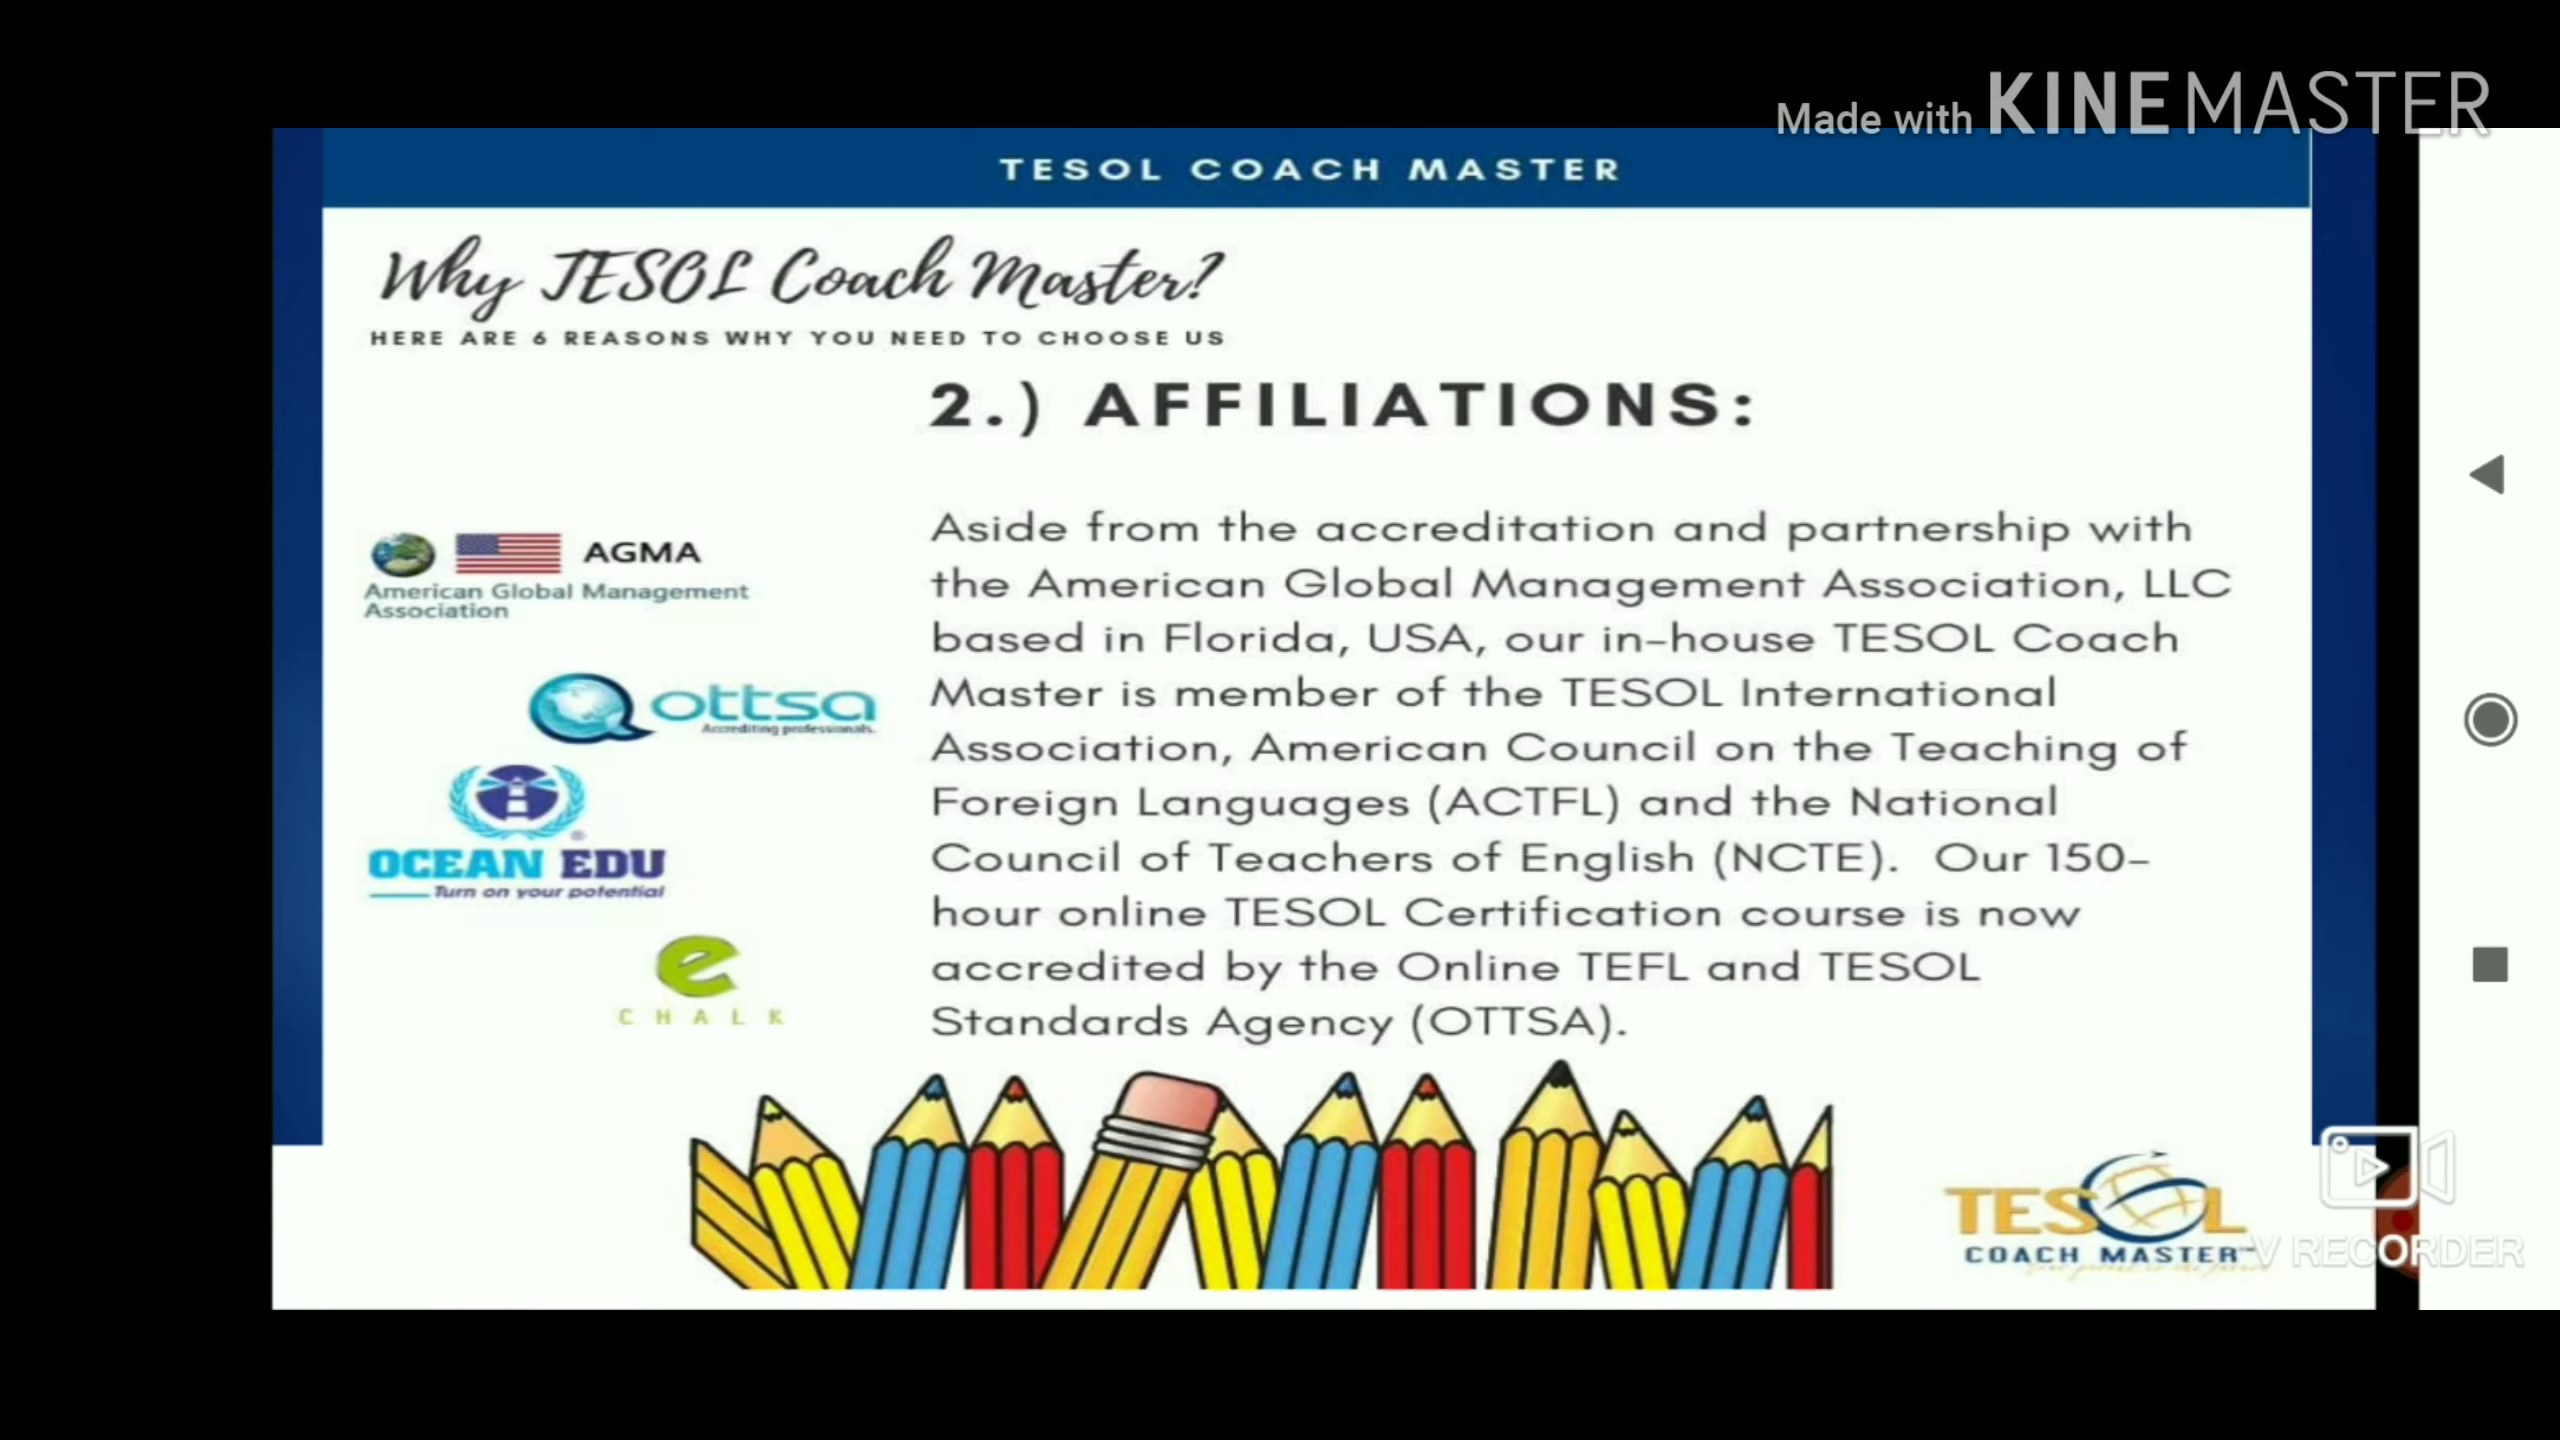 Made with KINEMASTER
TESOL COACH MASTER
Why TESOL Coach Master?
HERE ARE 6 REASONS WHY YOU NEED TO CHOOSE US
2.) AFFILIATIONS:
AGMA
American Global Management
Association
ottsa
Accrediting professionals.
OCEAN EDU
Turn on your potential
e
CHALK
Aside from the accreditation and partnership with
the American Global Management Association, LLC
based in Florida, USA, our in-house TESOL Coach
Master is member of the TESOL International
Association, American Council on the Teaching of
Foreign Languages (ACTFL) and the National
Council of Teachers of English (NCTE). Our 150-
hour online TESOL Certification course is now
accredited by the Online TEFL and TESOL
Standards Agency (OTTSA).
TESOL
COACH MASTER™
V RECORDER